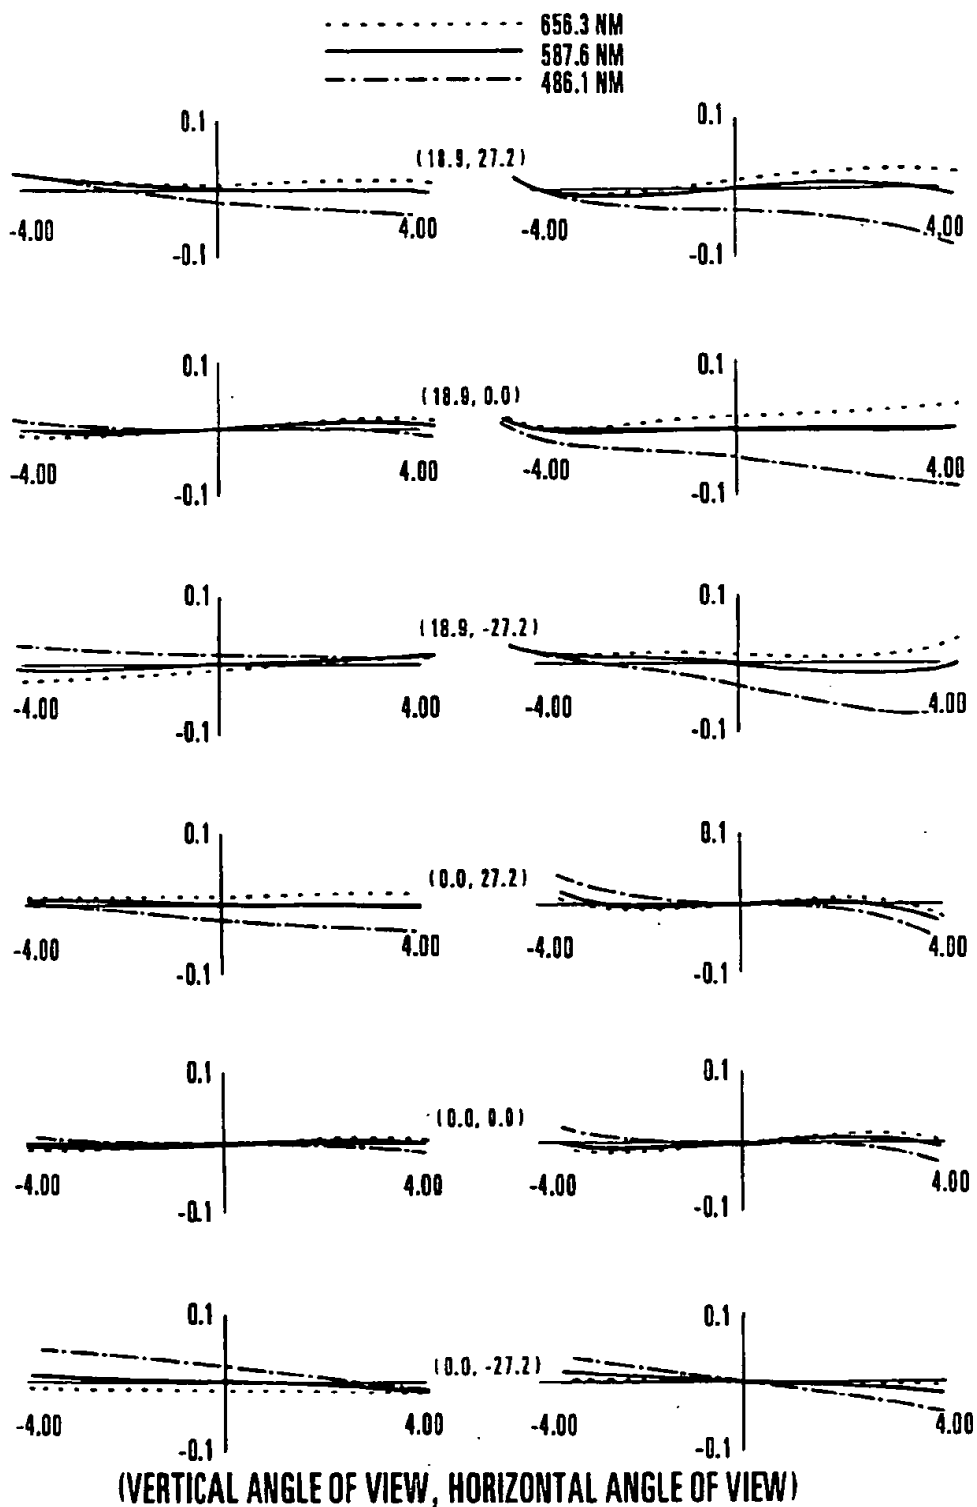 656.3 NM
587.6 NM
486.1 NM
0.1 0.1
(18.9, 27.2)
-4.00 4.00 -4.00 4.00
-0.1 -0.1
0.1 0.1
(18.9, 0.0)
-4.00 4.00 -4.00 4.00
-0.1 -0.1
0.1 0.1
(18.9, -27.2)
-4.00 4.00 -4.00 4.00
-0.1 -0.1
0.1 0.1
(0.0, 27.2)
-4.00 4.00 -4.00 4.00
-0.1 -0.1
0.1 0.1
(0.0, 0.0)
-4.00 4.00 -4.00 4.00
-0.1 -0.1
0.1 0.1
(0.0, -27.2)
-4.00 4.00 -4.00 4.00
-0.1 -0.1
(VERTICAL ANGLE OF VIEW, HORIZONTAL ANGLE OF VIEW)